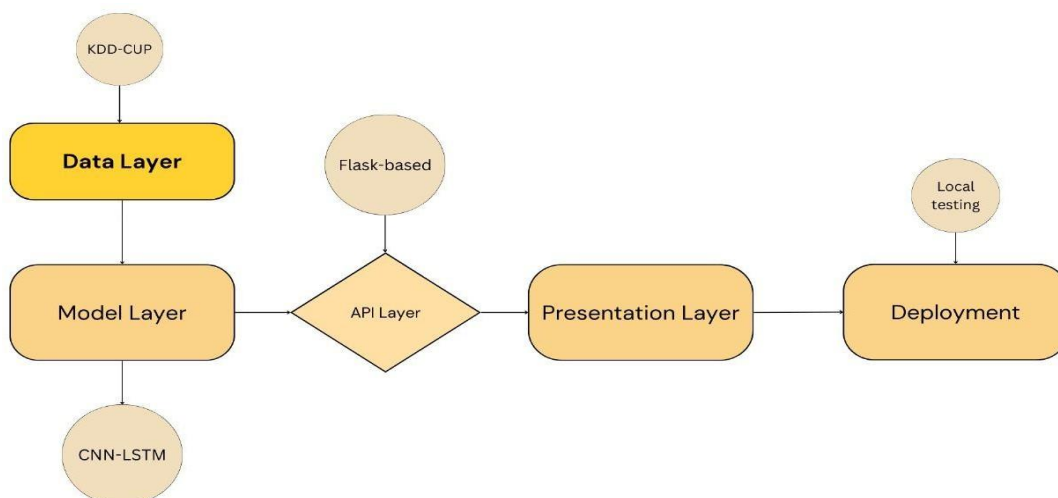 KDD-CUP
Data Layer
Flask-based
Local
testing
Model Layer
API Layer
Presentation Layer
Deployment
CNN-LSTM